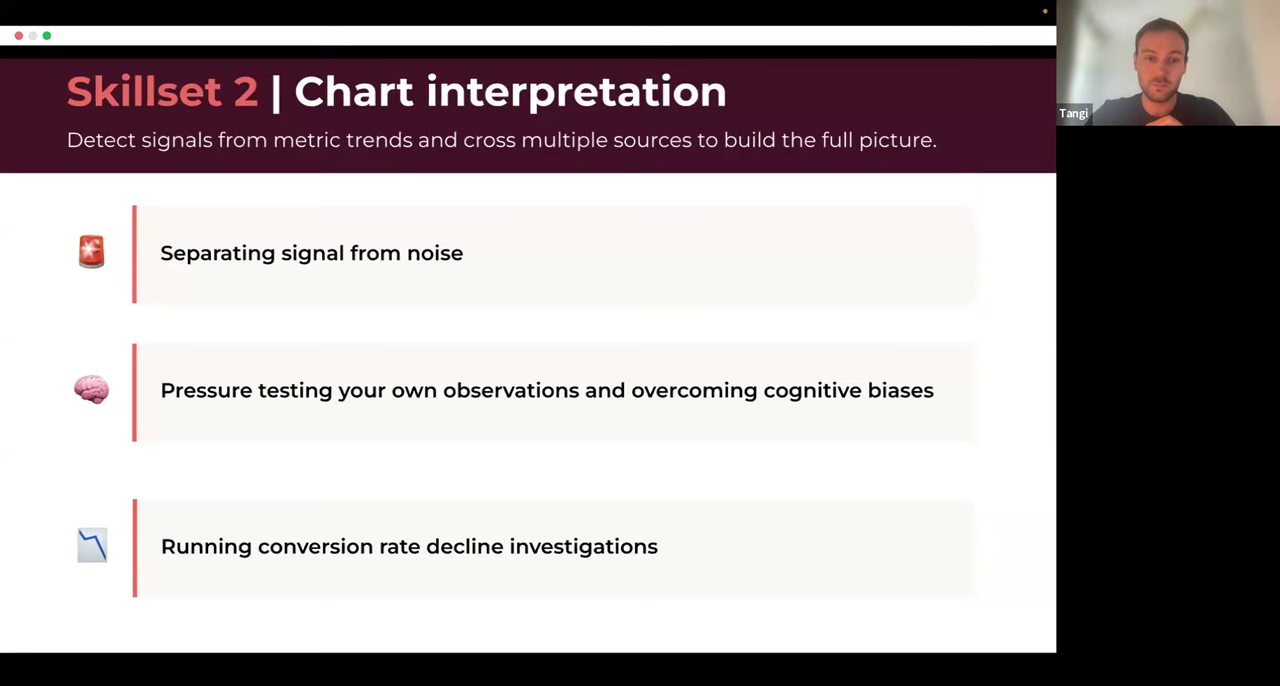 Skillset 2 | Chart interpretation
Detect signals from metric trends and cross multiple sources to build the full picture.
Tangi
Separating signal from noise
Pressure testing your own observations and overcoming cognitive biases
Running conversion rate decline investigations